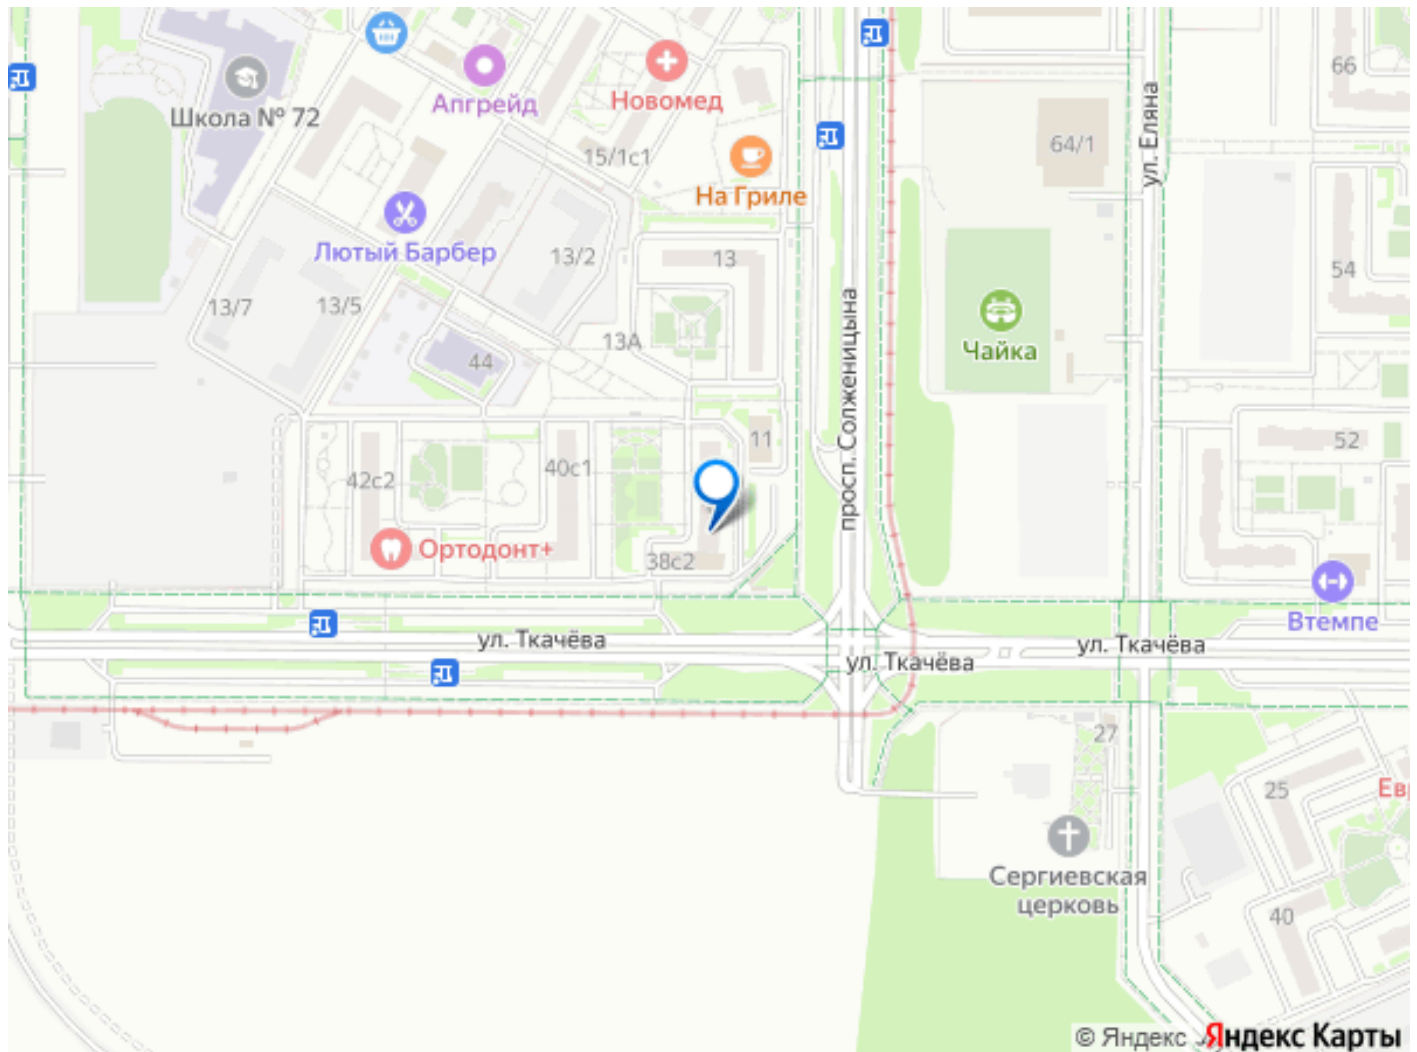 66
Школа № 72
Апгрейд
Новомед
15/1с1
64/1
ул. Еляна
На Гриле
Лютый Барбер
13/2
13
54
13/7
13/5
13А
44
Чайка
просп. Солженицына
11
52
42с2
40с1
Ортодонт+
38с2
Втемпе
ул. Ткачёва
ул. Ткачёва
ул. Ткачёва
27
25
Ев
Сергиевская
церковь
40
© Яндекс
Яндекс Карты